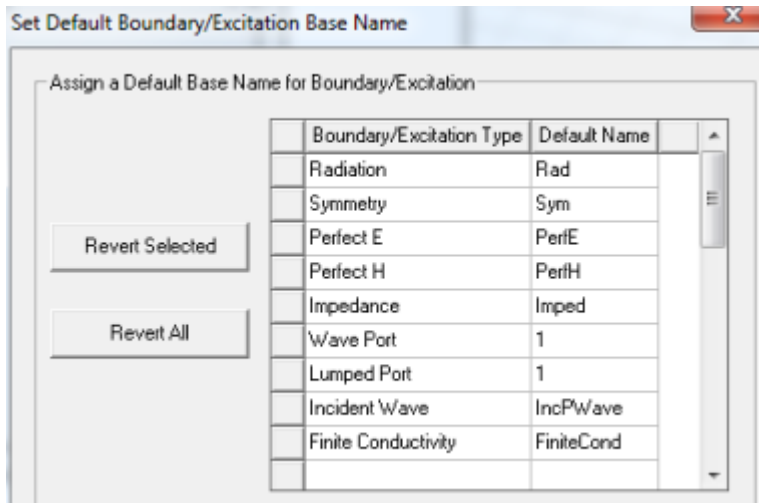 Set Default Boundary/Excitation Base Name
Assign a Default Base Name for Boundary/Excitation
Boundary/Excitation Type Default Name
Radiation Rad
Symmetry Sym
Perfect E PerfE
Perfect H PerfH
Impedance Imped
Wave Port 1
Lumped Port 1
Incident Wave IncPWave
Finite Conductivity FiniteCond
Revert Selected
Revert All